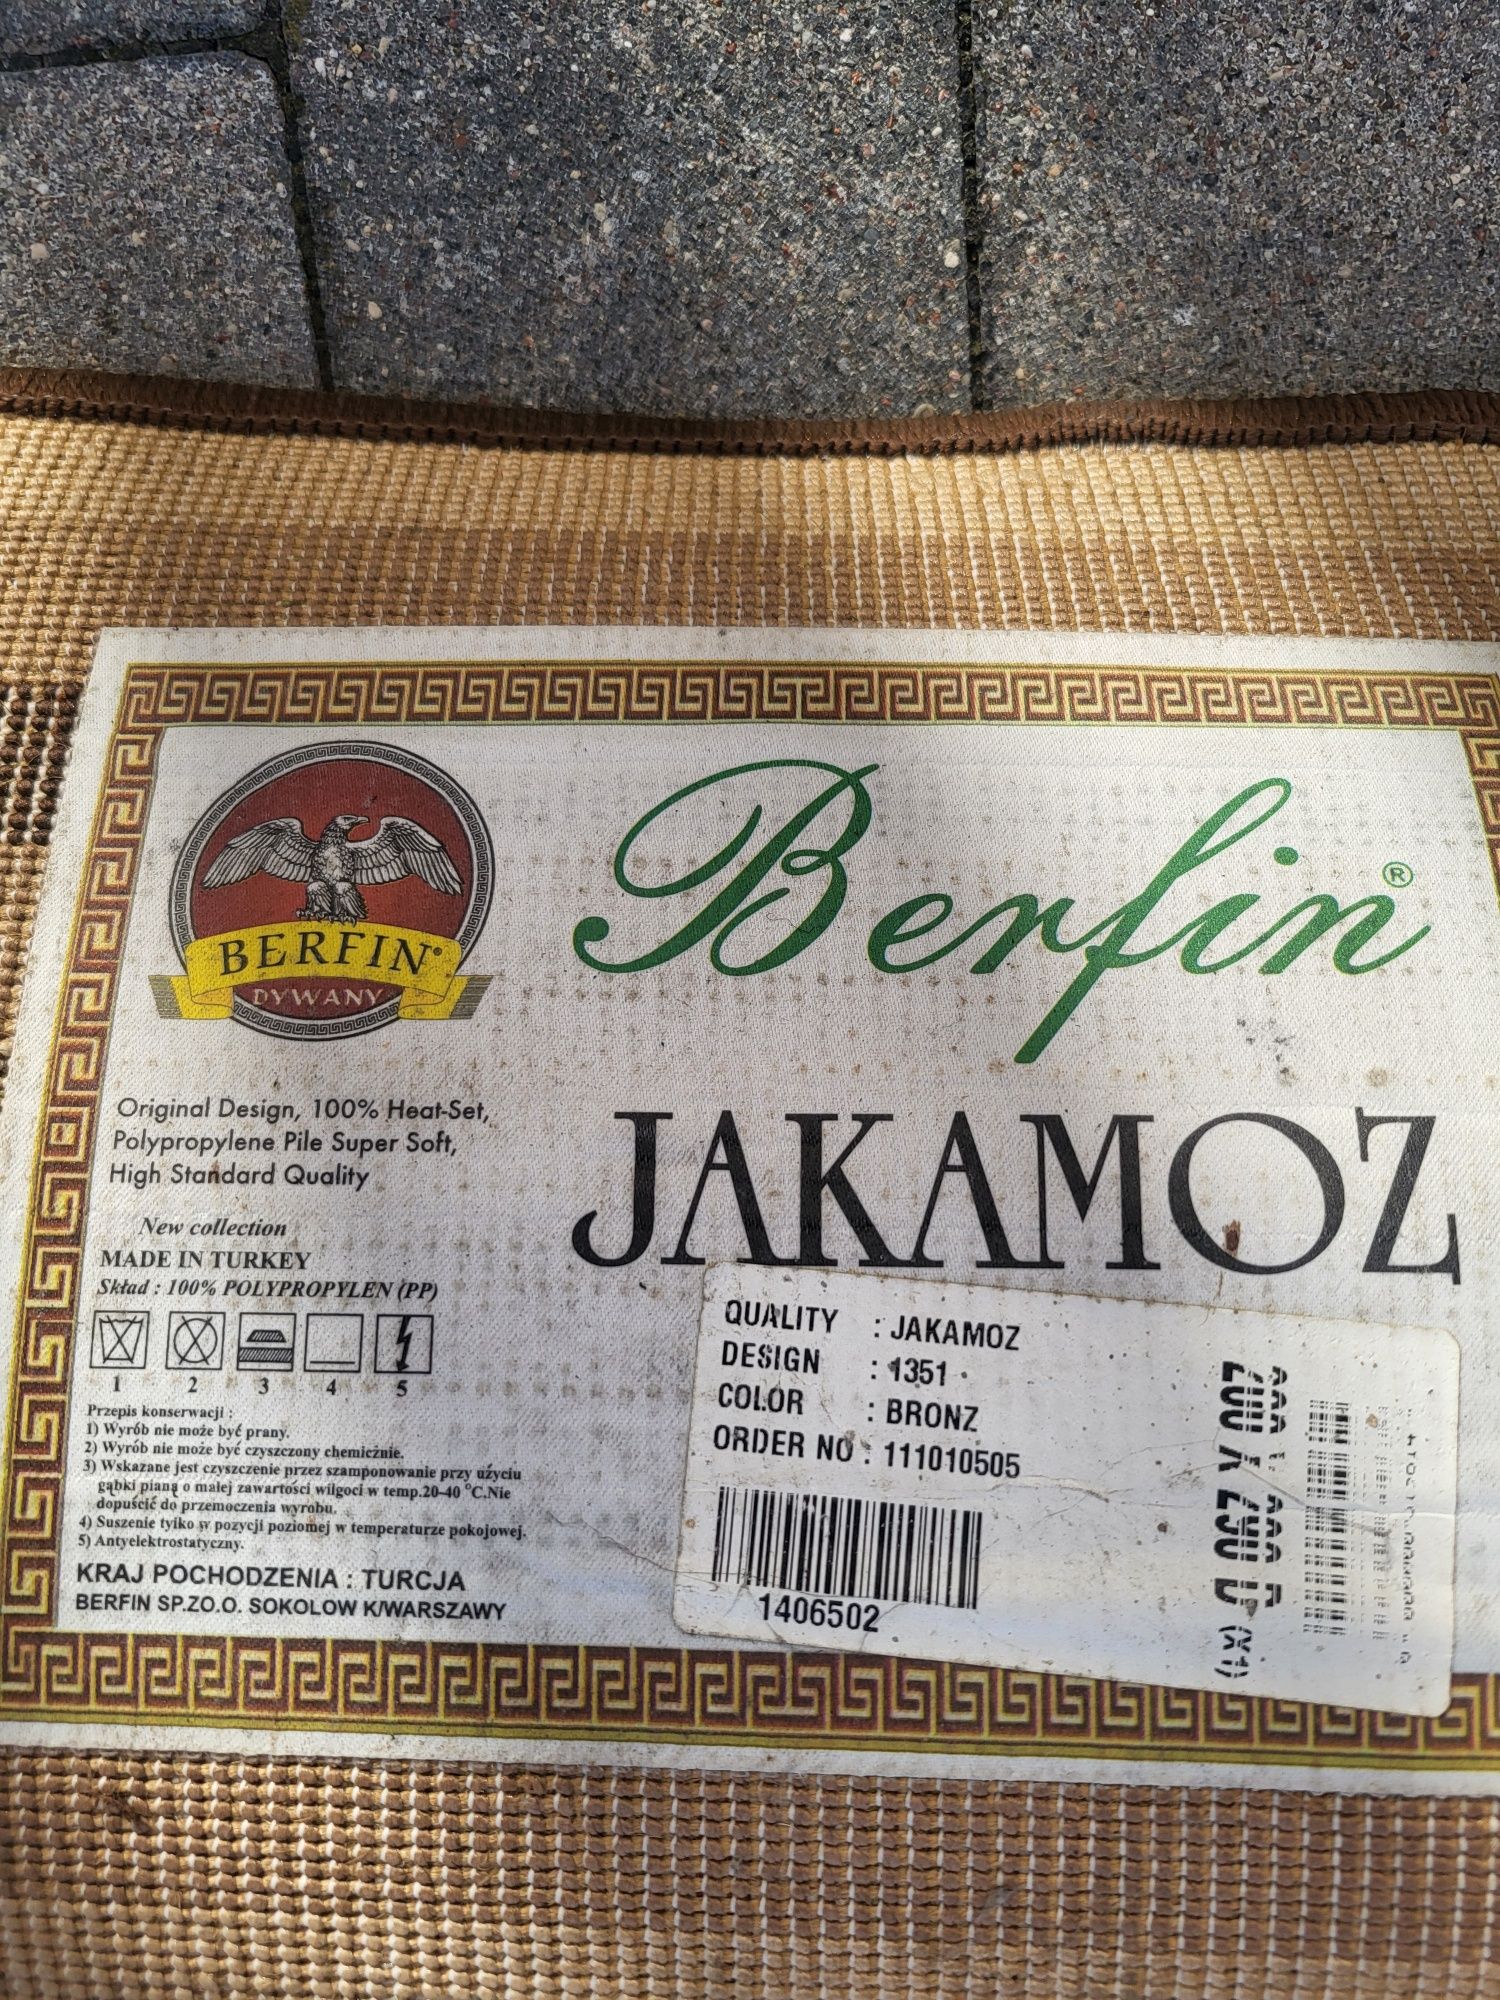 BERFIN®
DYWANY
Berfin®
JAKAMOZ
Original Design, 100% Heat-Set,
Polypropylene Pile Super Soft,
High Standard Quality
New collection
MADE IN TURKEY
Skład : 100% POLYPROPYLEN (PP)
1 2 3 4 5
Przepis konserwacji :
1) Wyrób nie może być prany.
2) Wyrób nie może być czyszczony chemicznie.
3) Wskazane jest czyszczenie przez szamponowanie przy użyciu
gąbki pianą o małej zawartości wilgoci w temp.20-40 °C.Nie
dopuścić do przemoczenia wyrobu.
4) Suszenie tylko w pozycji poziomej w temperaturze pokojowej.
5) Antyelektrostatyczny.
KRAJ POCHODZENIA : TURCJA
BERFIN SP.ZO.O. SOKOLOW K/WARSZAWY
QUALITY : JAKAMOZ
DESIGN : 1351
COLOR : BRONZ
ORDER NO : 111010505
1406502
(X1)